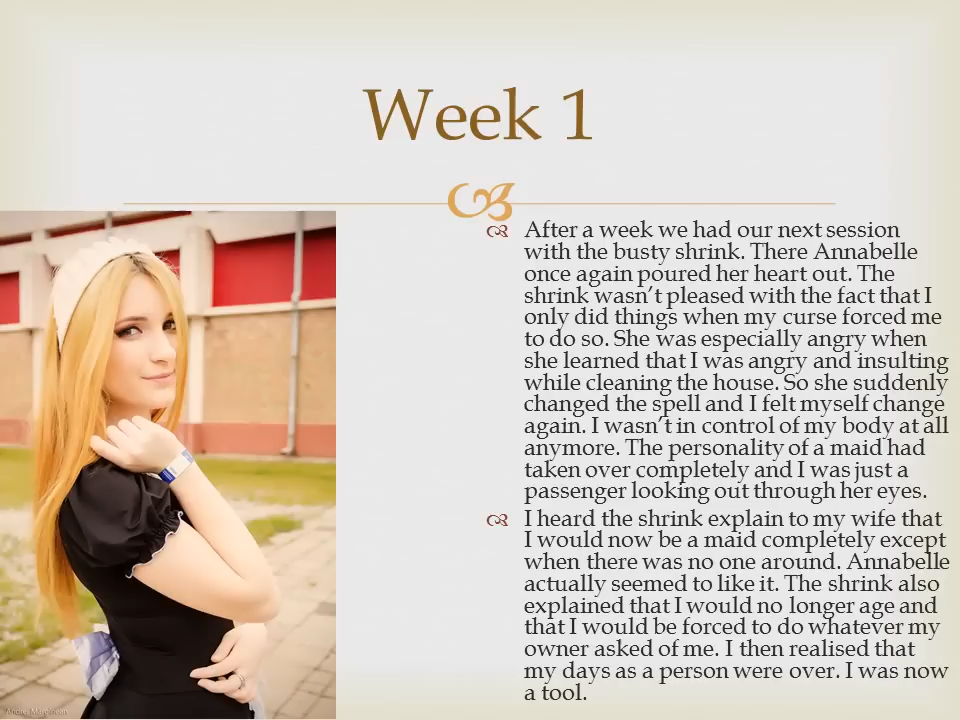 Week 1
After a week we had our next session
with the busty shrink. There Annabelle
once again poured her heart out. The
shrink wasn’t pleased with the fact that I
only did things when my curse forced me
to do so. She was especially angry when
she learned that I was angry and insulting
while cleaning the house. So she suddenly
changed the spell and I felt myself change
again. I wasn’t in control of my body at all
anymore. The personality of a maid had
taken over completely and I was just a
passenger looking out through her eyes.
I heard the shrink explain to my wife that
I would now be a maid completely except
when there was no one around. Annabelle
actually seemed to like it. The shrink also
explained that I would no longer age and
that I would be forced to do whatever my
owner asked of me. I then realised that
my days as a person were over. I was now
a tool.